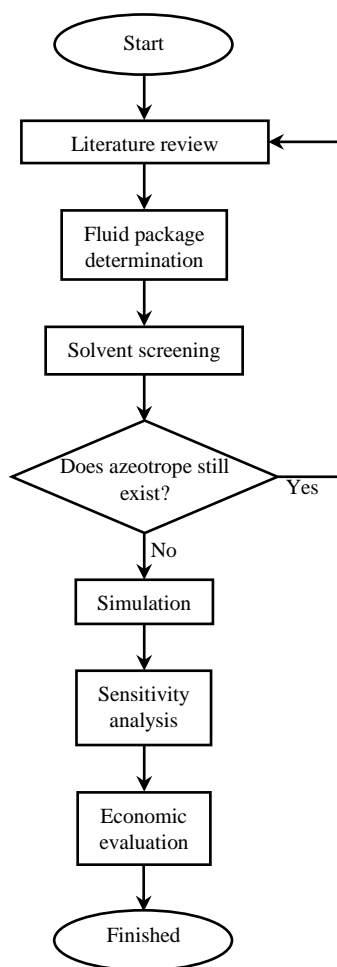 Start
Literature review
Fluid package
determination
Solvent screening
Does azeotrope still
exist?
Yes
No
Simulation
Sensitivity
analysis
Economic
evaluation
Finished